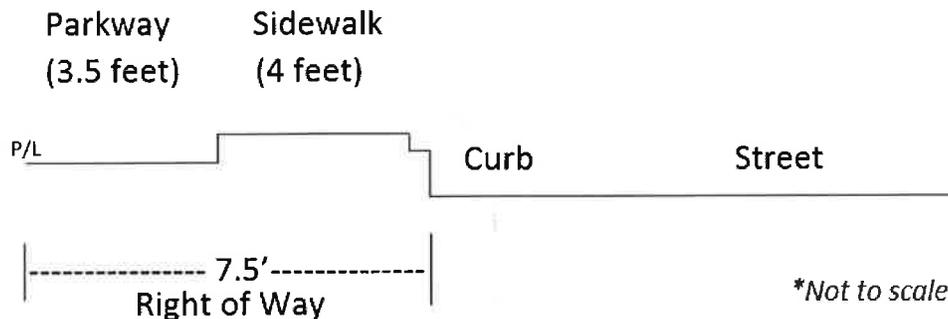 Parkway Sidewalk
(3.5 feet) (4 feet)
P/L
Curb Street
7.5’
Right of Way
*Not to scale